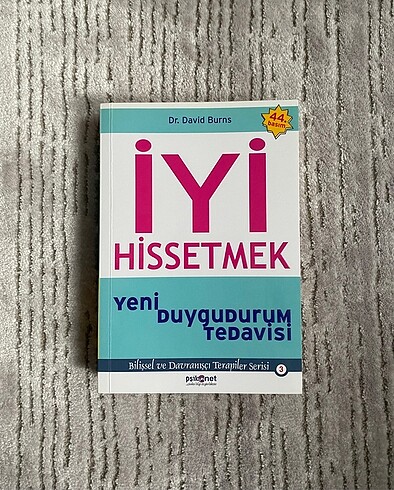 Dr. David Burns
44.
basım
İYİ
HİSSETMEK
Yeni
Duygudurum
Tedavisi
Bilişsel ve Davranışçı Terapiler Serisi 3
psikonet